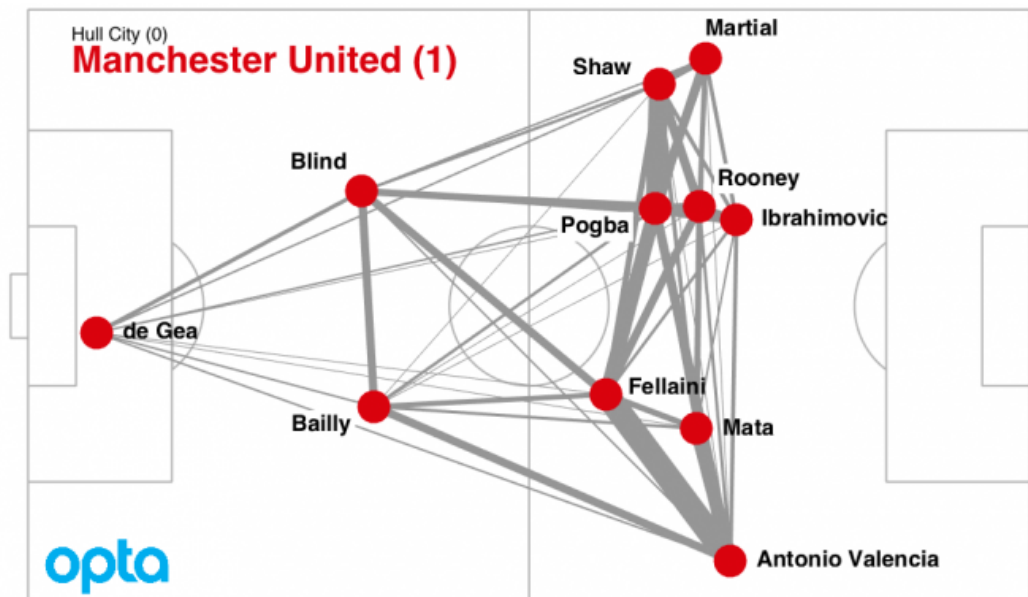 Hull City (0)
Manchester United (1)
Martial
Shaw
Blind
Rooney
Ibrahimovic
Pogba
de Gea
Fellaini
Bailly
Mata
Antonio Valencia
opta